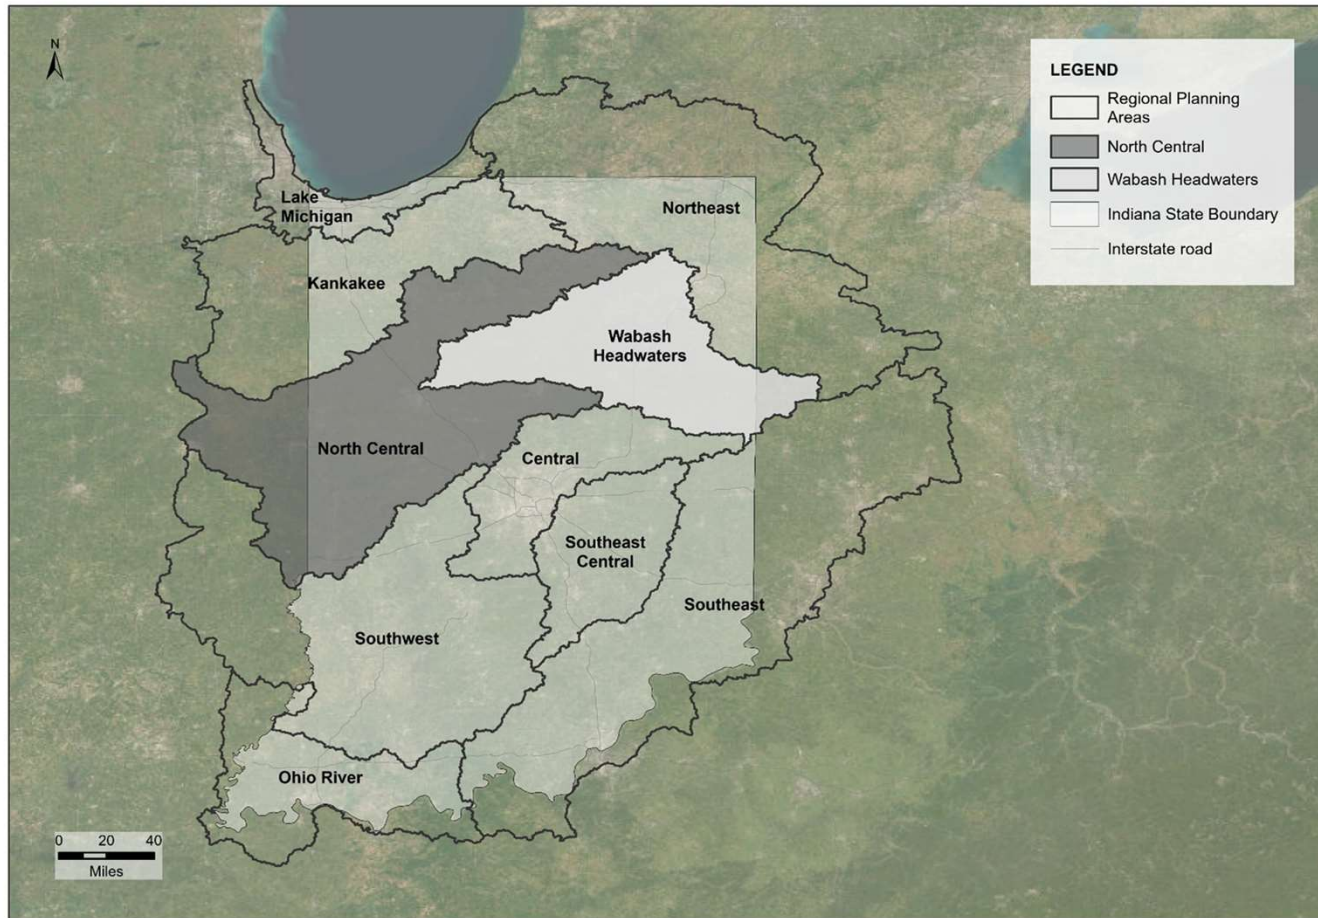 N
LEGEND
Regional Planning
Areas
North Central
Wabash Headwaters
Indiana State Boundary
Interstate road
Lake
Michigan
Northeast
Kankakee
Wabash
Headwaters
North Central
Central
Southeast
Central
Southeast
Southwest
Ohio River
0 20 40
Miles